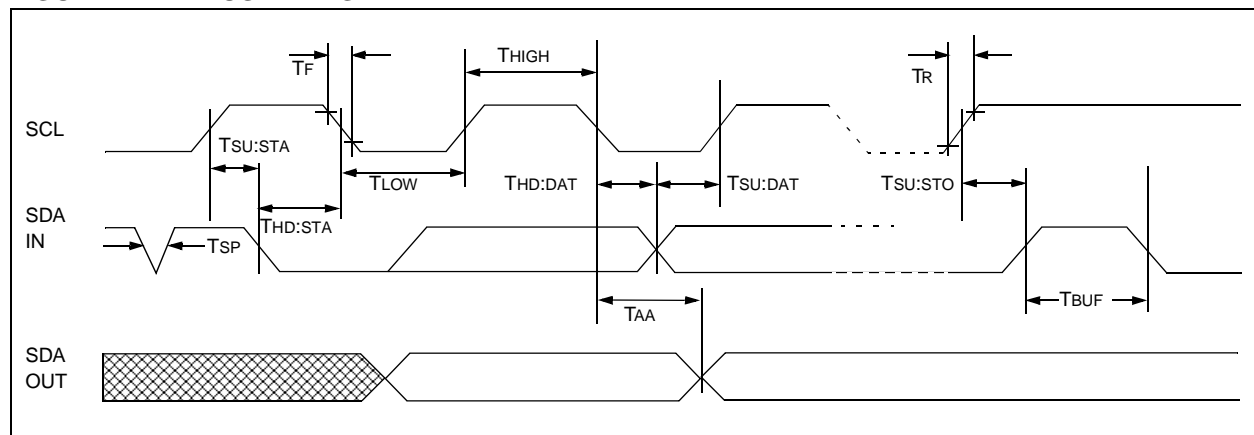 TF
THIGH
TR
SCL
TSU:STA
TLOW
THD:DAT
TSU:DAT
TSU:STO
SDA
IN
TSP
THD:STA
TAA
TBUF
SDA
OUT